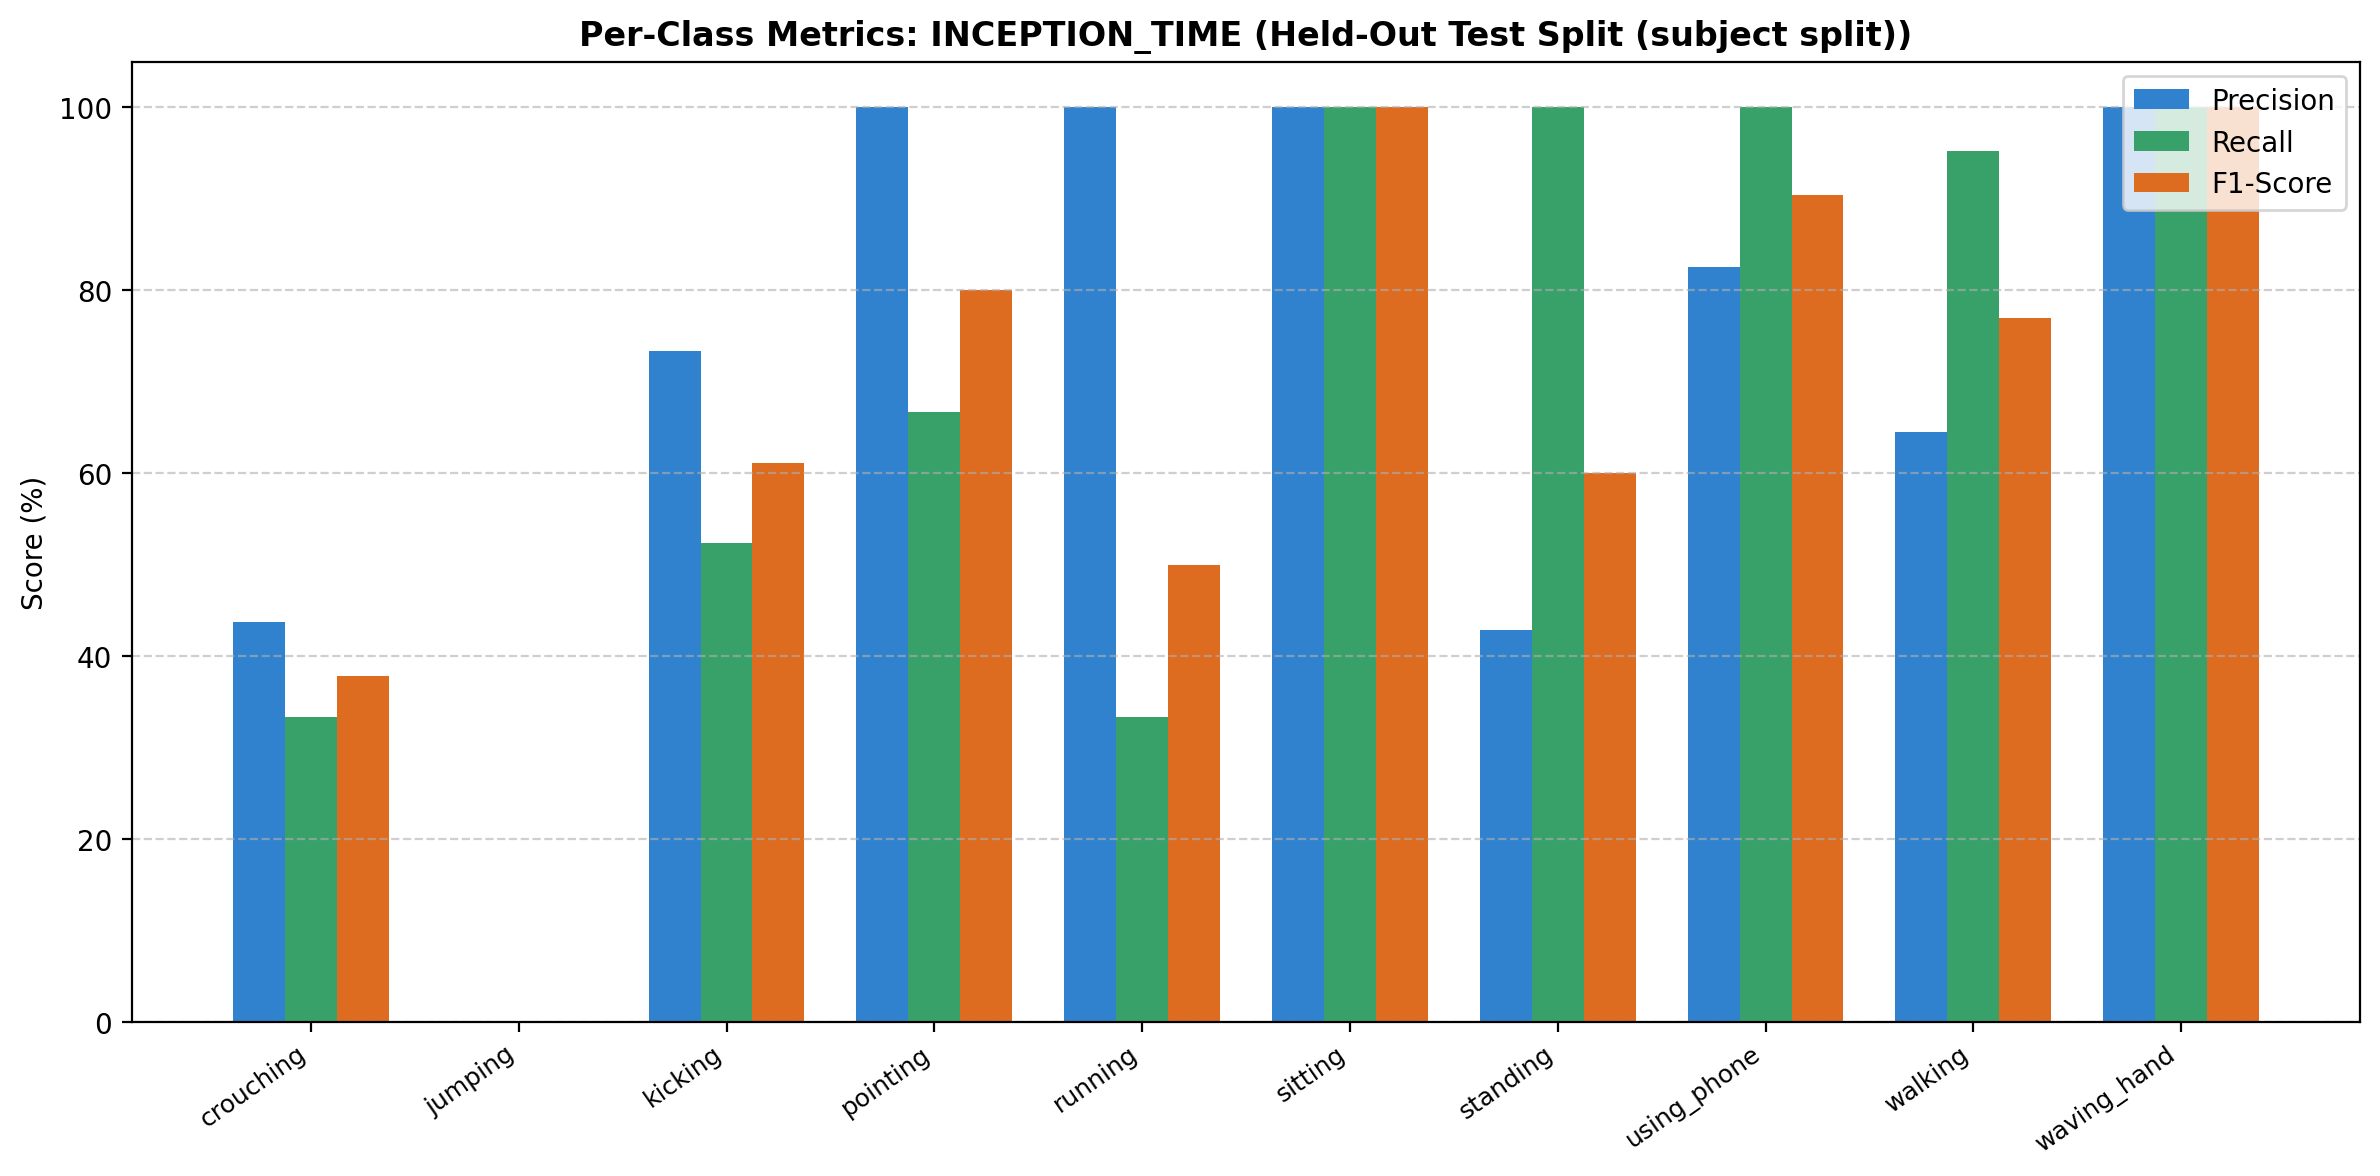 Per-Class Metrics: INCEPTION_TIME (Held-Out Test Split (subject split))
Precision
Recall
F1-Score
Score (%)
100
80
60
40
20
0
crouching
jumping
kicking
pointing
running
sitting
standing
using_phone
walking
waving_hand